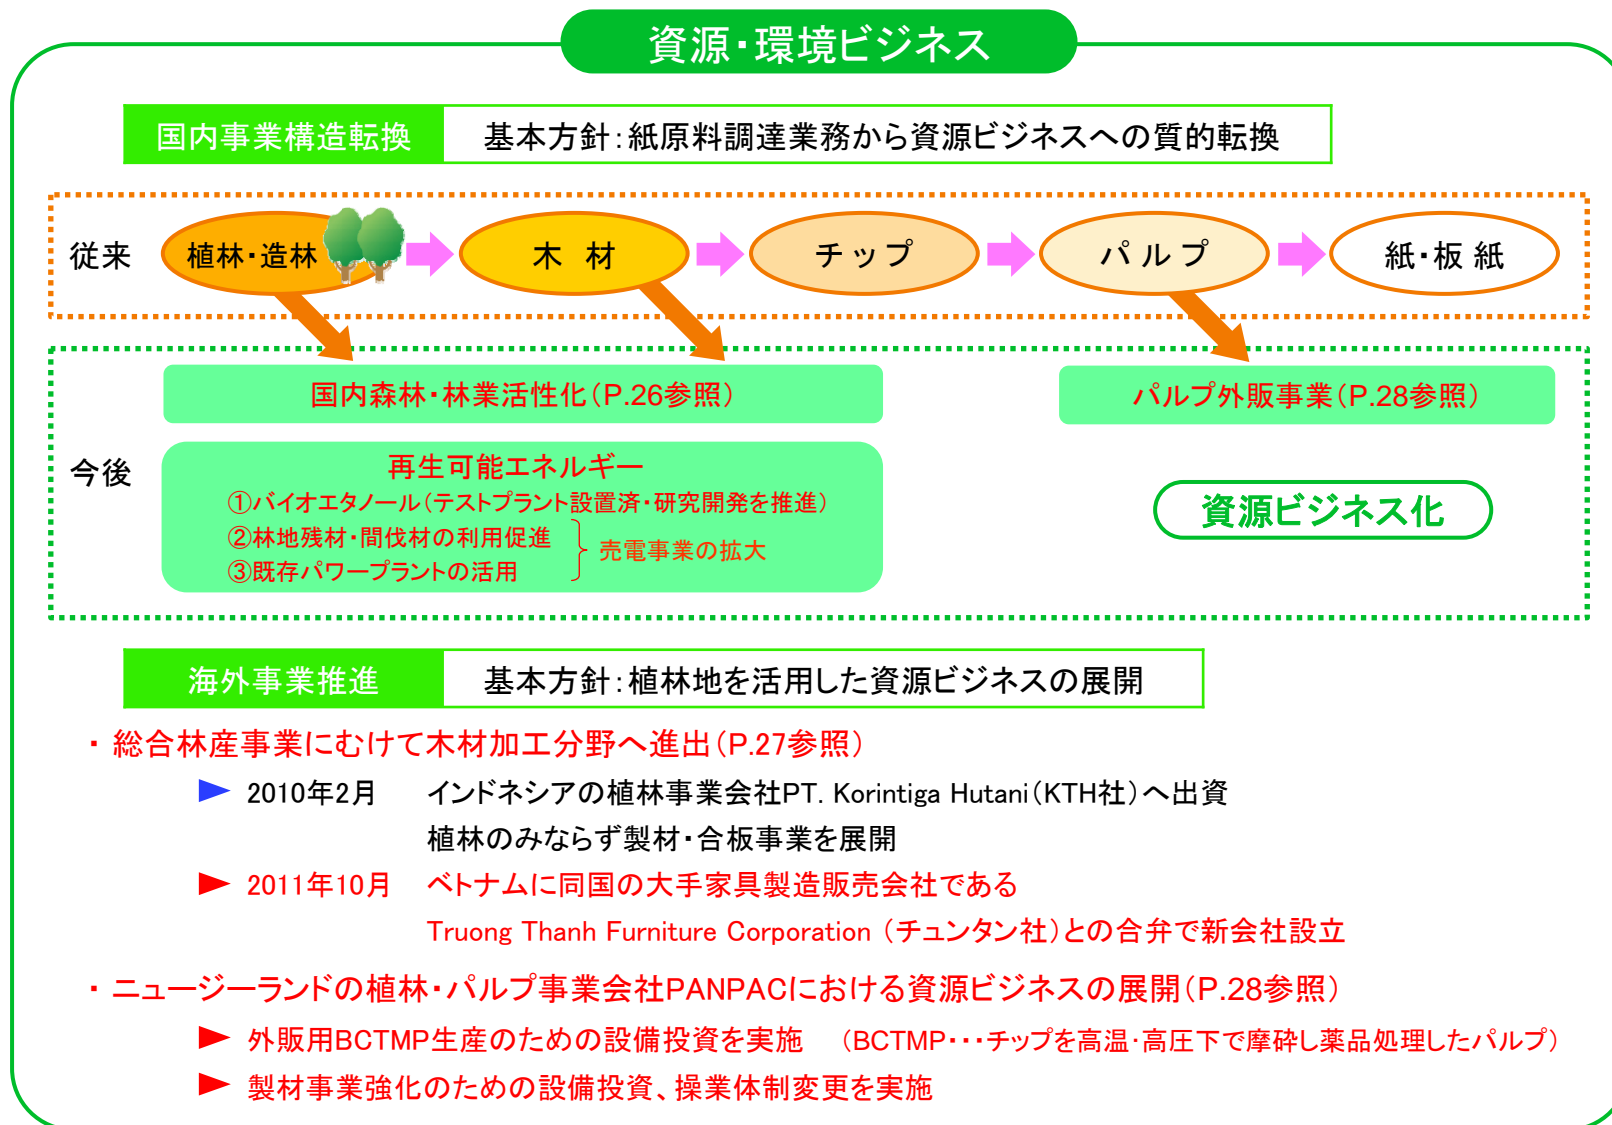 資源・環境ビジネス
国内事業構造転換 基本方針：紙原料調達業務から資源ビジネスへの質的転換
従来 植林・造林 木 材 チップ パルプ 紙・板 紙
国内森林・林業活性化（P.26参照） パルプ外販事業（P.28参照）
今後
再生可能エネルギー
①バイオエタノール（テストプラント設置済・研究開発を推進）
②林地残材・間伐材の利用促進
③既存パワープラントの活用
売電事業の拡大
資源ビジネス化
海外事業推進 基本方針：植林地を活用した資源ビジネスの展開
・ 総合林産事業にむけて木材加工分野へ進出（P.27参照）
► 2010年2月 インドネシアの植林事業会社PT. Korintiga Hutani（KTH社）へ出資
植林のみならず製材・合板事業を展開
► 2011年10月 ベトナムに同国の大手家具製造販売会社である
Truong Thanh Furniture Corporation （チュンタン社）との合弁で新会社設立
・ ニュージーランドの植林・パルプ事業会社PANPACにおける資源ビジネスの展開（P.28参照）
► 外販用BCTMP生産のための設備投資を実施 （BCTMP・・・チップを高温・高圧下で摩砕し薬品処理したパルプ）
► 製材事業強化のための設備投資、操業体制変更を実施